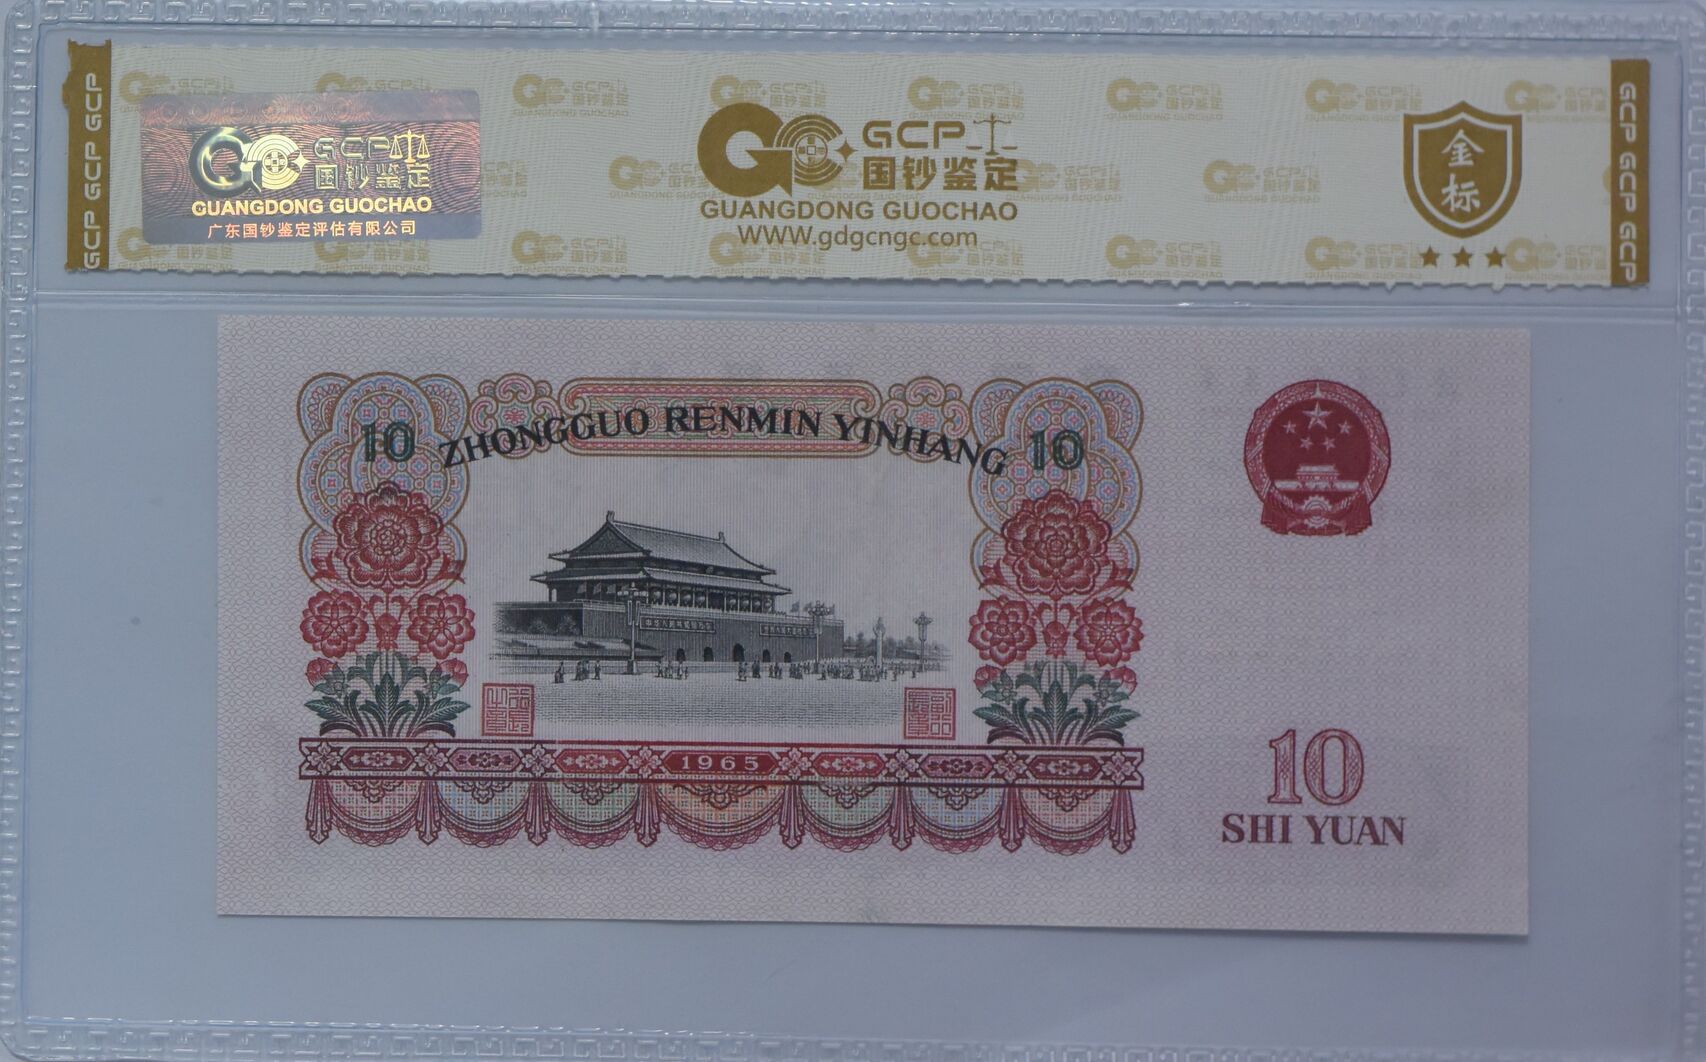 GCP GCP GCP
GCP
国钞鉴定
GUANGDONG GUOCHAO
广东国钞鉴定评估有限公司
GCP
国钞鉴定
GUANGDONG GUOCHAO
WWW.gdgcngc.com
金标
GCP GCP GCP
10 ZHONGGUO RENMIN YINHANG 10
1965
10
SHI YUAN